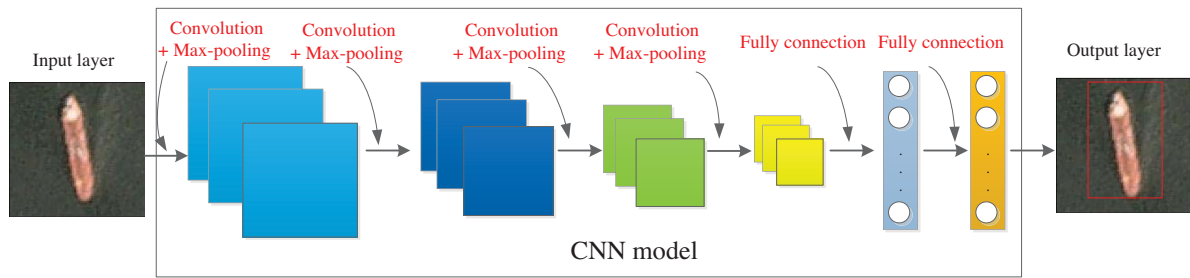 Input layer
Convolution
+ Max-pooling
Convolution
+ Max-pooling
Convolution
+ Max-pooling
Convolution
+ Max-pooling
Fully connection
Fully connection
Output layer
CNN model